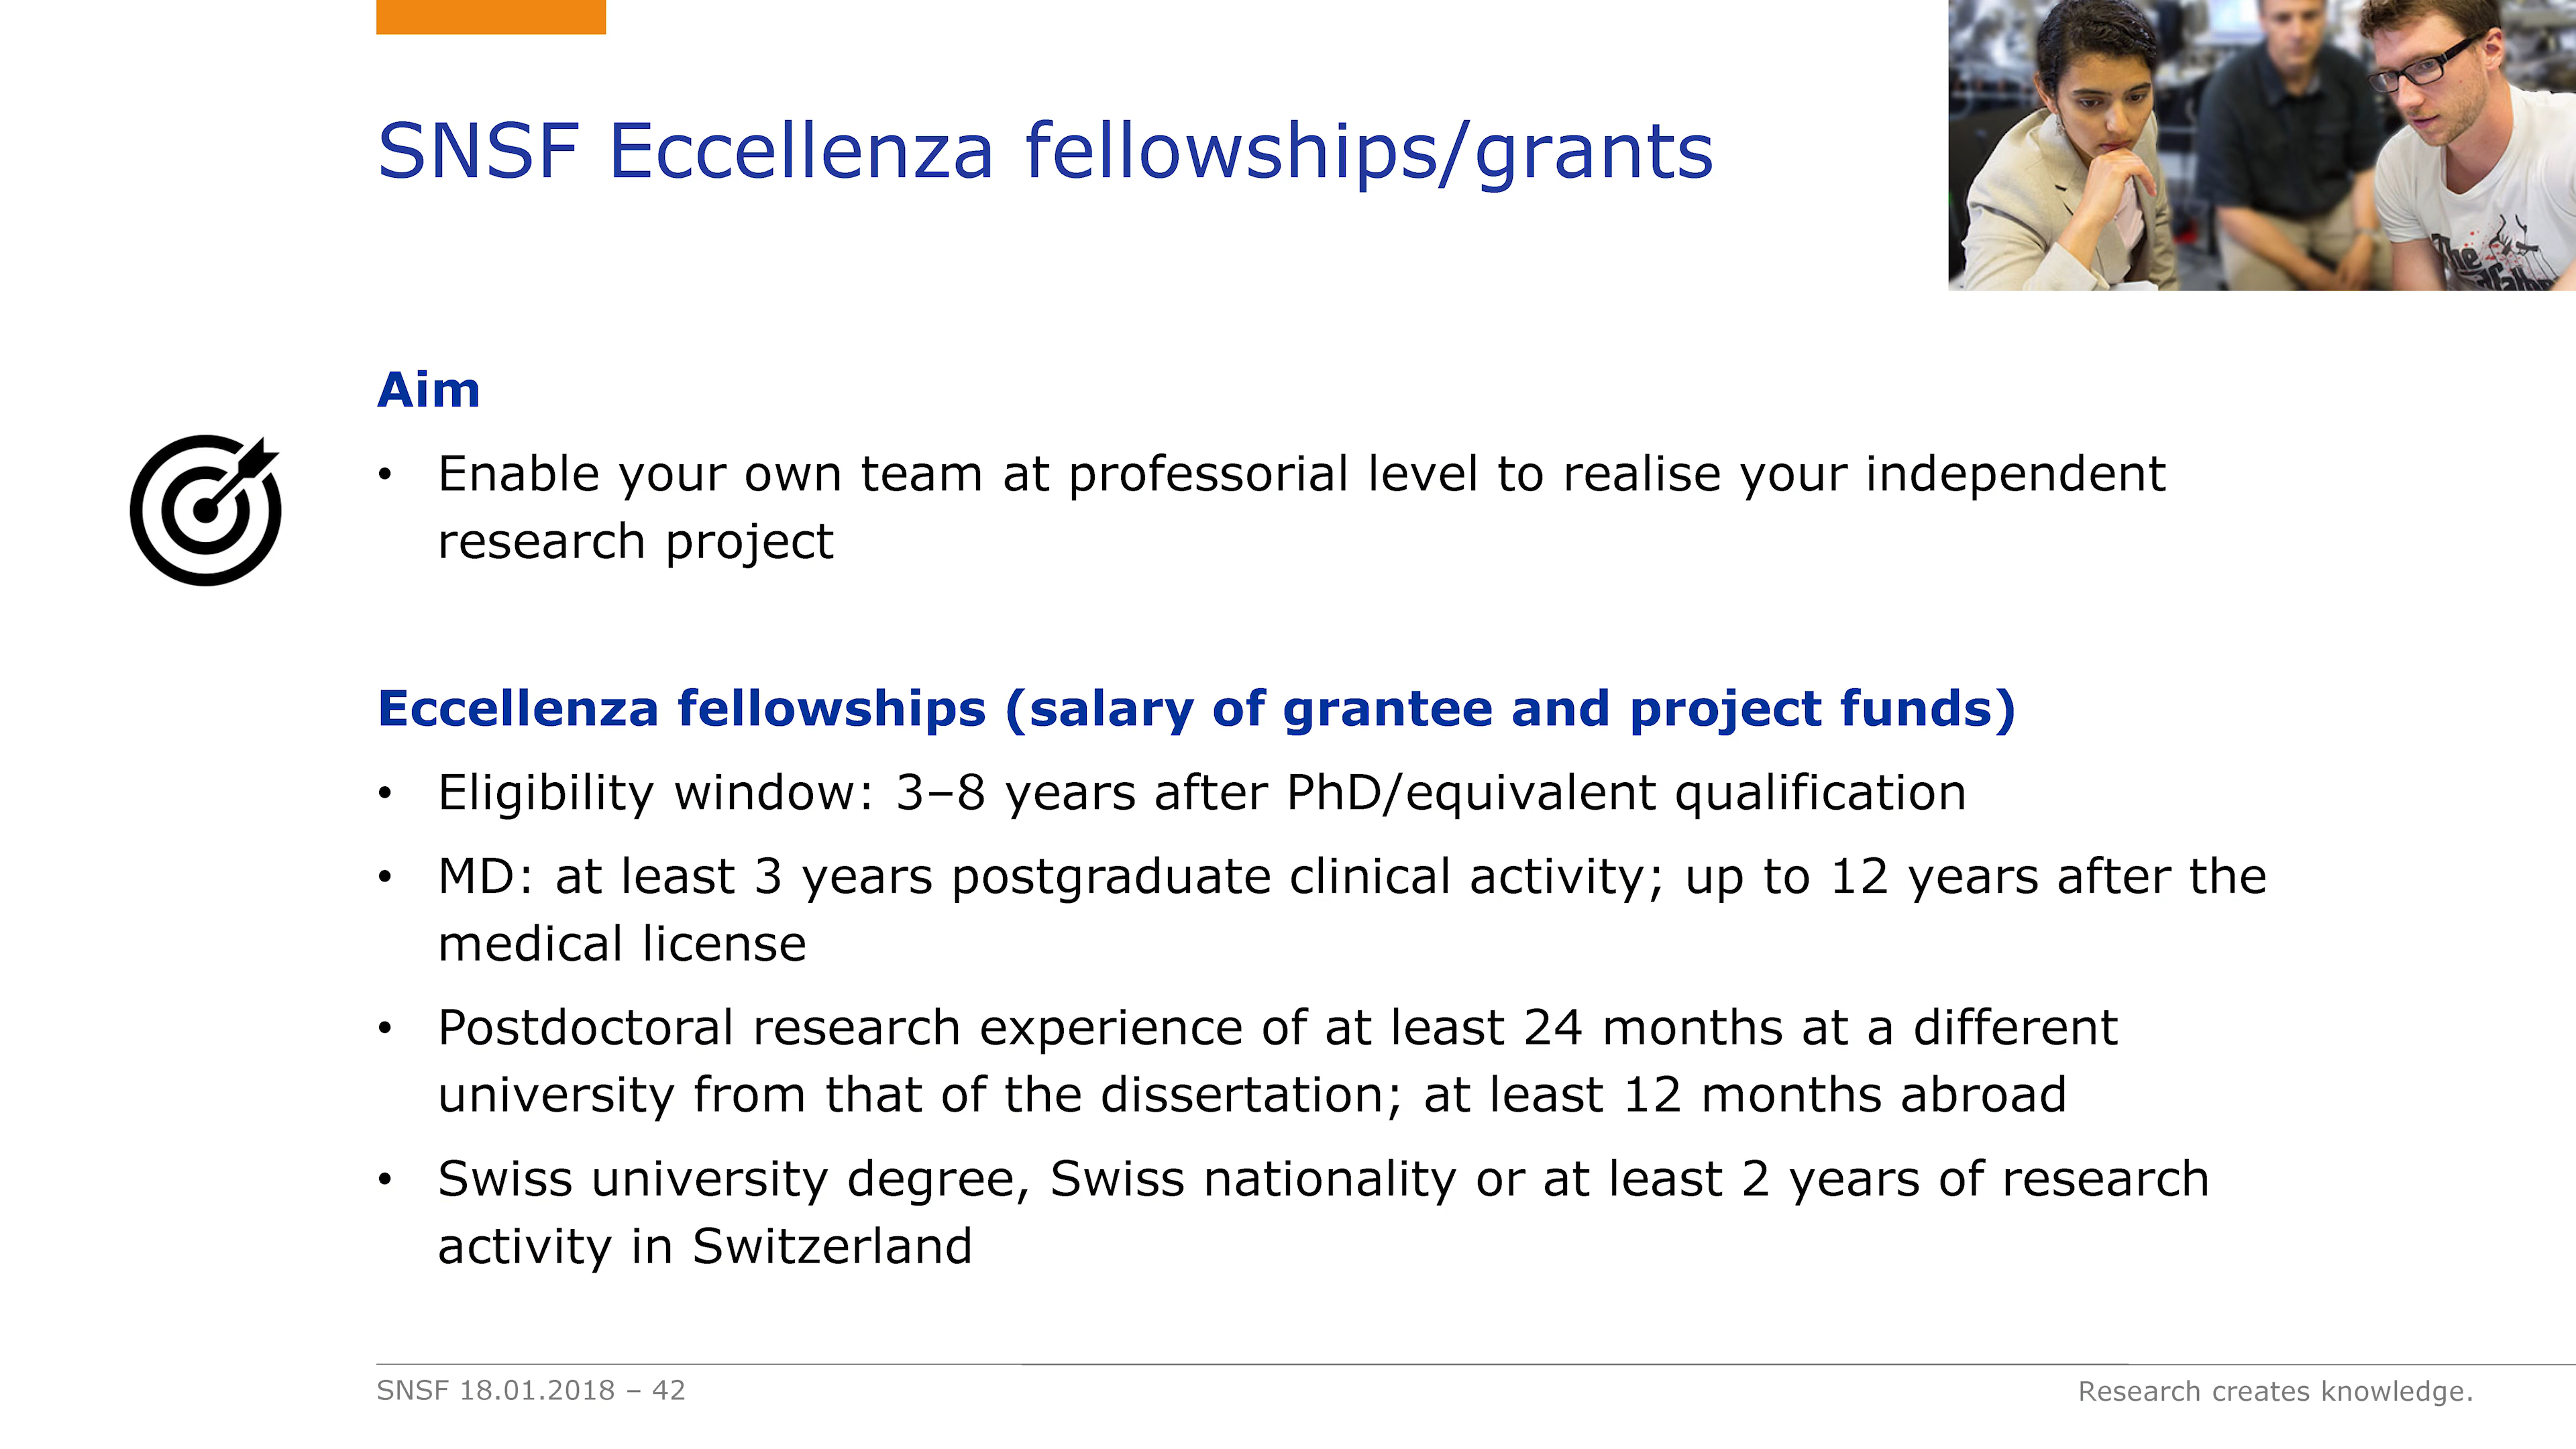 SNSF Eccellenza fellowships/grants
The
Aim
• Enable your own team at professorial level to realise your independent
research project
Eccellenza fellowships (salary of grantee and project funds)
• Eligibility window: 3–8 years after PhD/equivalent qualification
• MD: at least 3 years postgraduate clinical activity; up to 12 years after the
medical license
• Postdoctoral research experience of at least 24 months at a different
university from that of the dissertation; at least 12 months abroad
• Swiss university degree, Swiss nationality or at least 2 years of research
activity in Switzerland
SNSF 18.01.2018 – 42
Research creates knowledge.